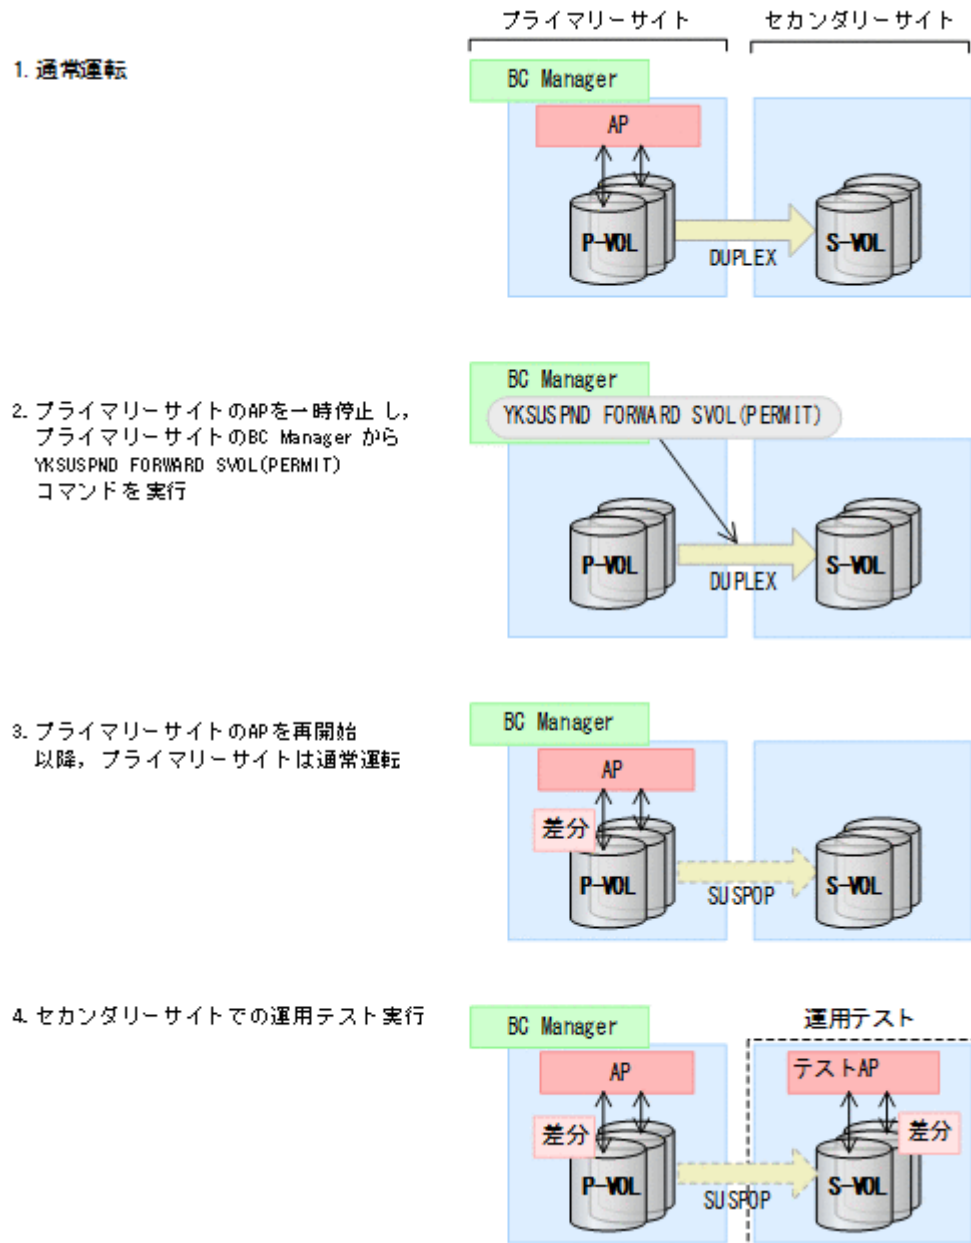 プライマリーサイト
セカンダリーサイト
1. 通常運転
BC Manager
AP
P-VOL
DUPLEX
S-VOL
2. プライマリーサイトのAPを一時停止し，
プライマリーサイトのBC Manager から
YKSUSPND FORWARD SVOL(PERMIT)
コマンドを実行
BC Manager
YKSUSPND FORWARD SVOL(PERMIT)
P-VOL
DUPLEX
S-VOL
3. プライマリーサイトのAPを再開始
以降，プライマリーサイトは通常運転
BC Manager
AP
差分
P-VOL
SUSPOP
S-VOL
4. セカンダリーサイトでの運用テスト実行
BC Manager
運用テスト
AP
テストAP
差分
差分
P-VOL
SUSPOP
S-VOL